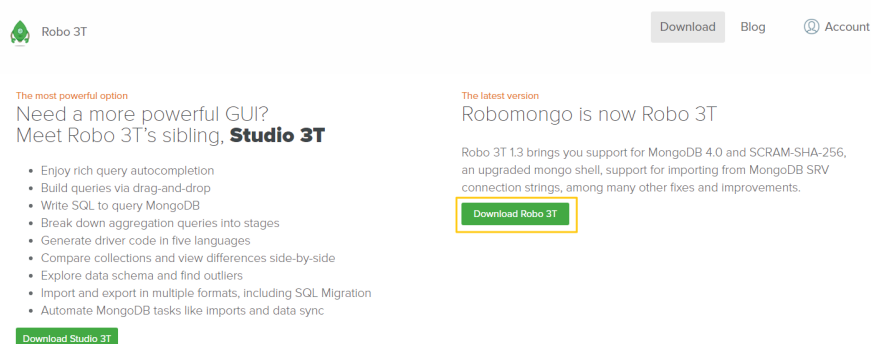 Robo 3T
Download
Blog
Account
The most powerful option
Need a more powerful GUI?
Meet Robo 3T's sibling, Studio 3T
Enjoy rich query autocompletion
Build queries via drag-and-drop
Write SQL to query MongoDB
Break down aggregation queries into stages
Generate driver code in five languages
Compare collections and view differences side-by-side
Explore data schema and find outliers
Import and export in multiple formats, including SQL Migration
Automate MongoDB tasks like imports and data sync
Download Studio 3T
The latest version
Robomongo is now Robo 3T
Robo 3T 1.3 brings you support for MongoDB 4.0 and SCRAM-SHA-256,
an upgraded mongo shell, support for importing from MongoDB SRV
connection strings, among many other fixes and improvements.
Download Robo 3T